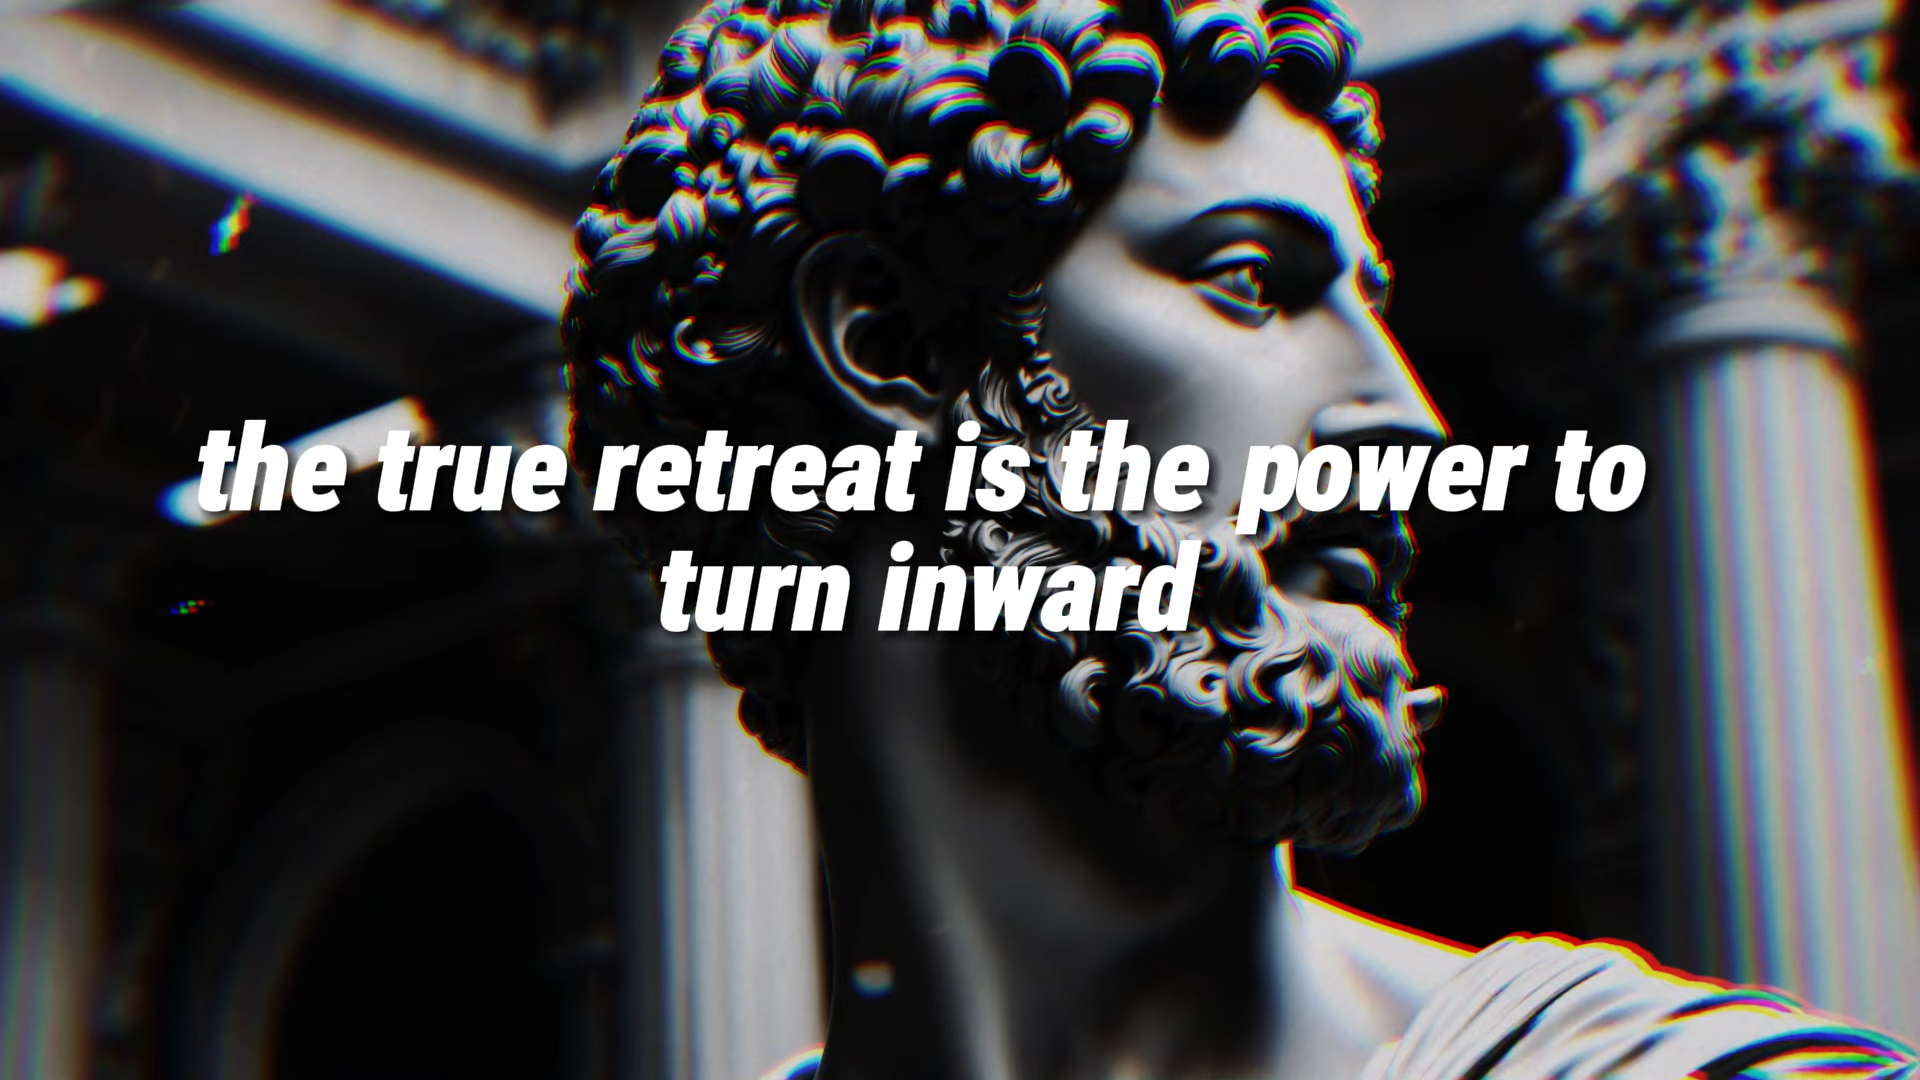 the true retreat is the power to
turn inward